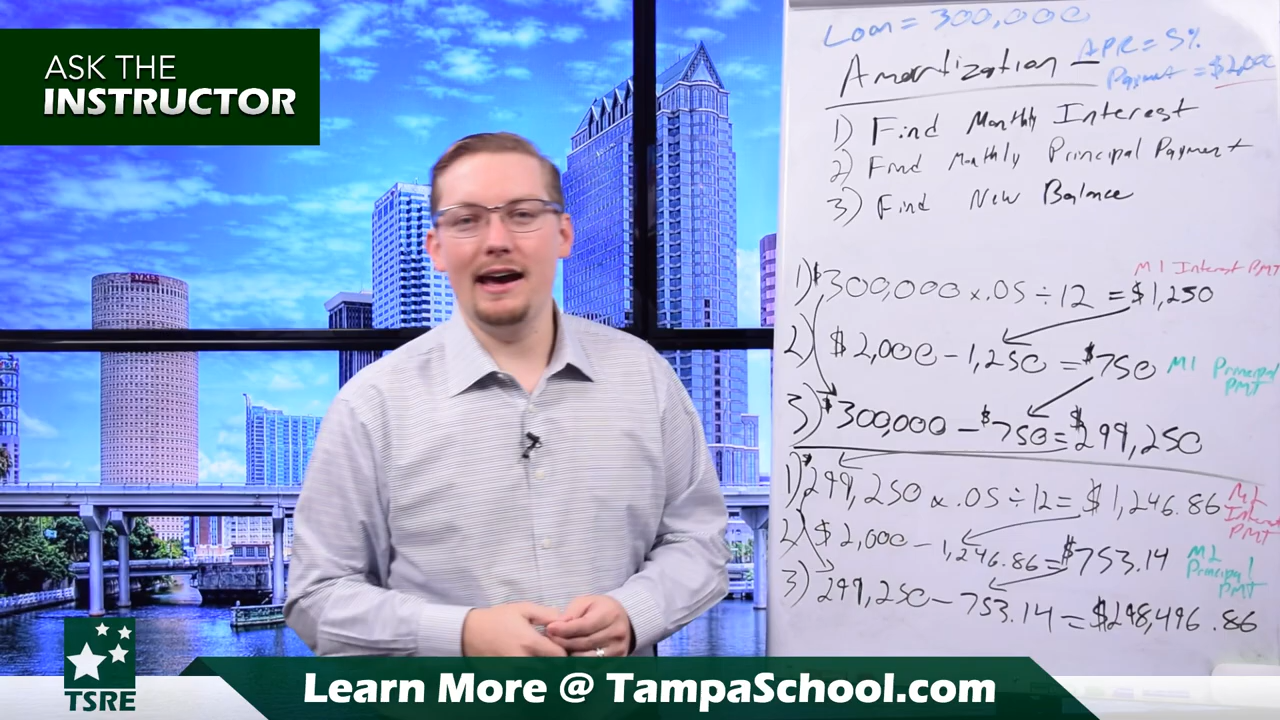 ASK THE
INSTRUCTOR
SYKES
Loan = 300,000
Amortization - APR = 5%
Payment = $2,000
1) Find Monthly Interest
2) Find Monthly Principal Payment
3) Find New Balance
M1 Interest PMT
1) $300,000 x .05 ÷ 12 = $1,250
2) $2,000 - 1,250 = $750 M1 Principal
PMT
3) $300,000 - $750 = $299,250
1) $299,250 x .05 ÷ 12 = $1,246.86 M2
Interest
PMT
2) $2,000 - 1,246.86 = $753.14 M2
Principal
PMT
3) 299,250 - 753.14 = $298,496.86
TSRE
Learn More @ TampaSchool.com